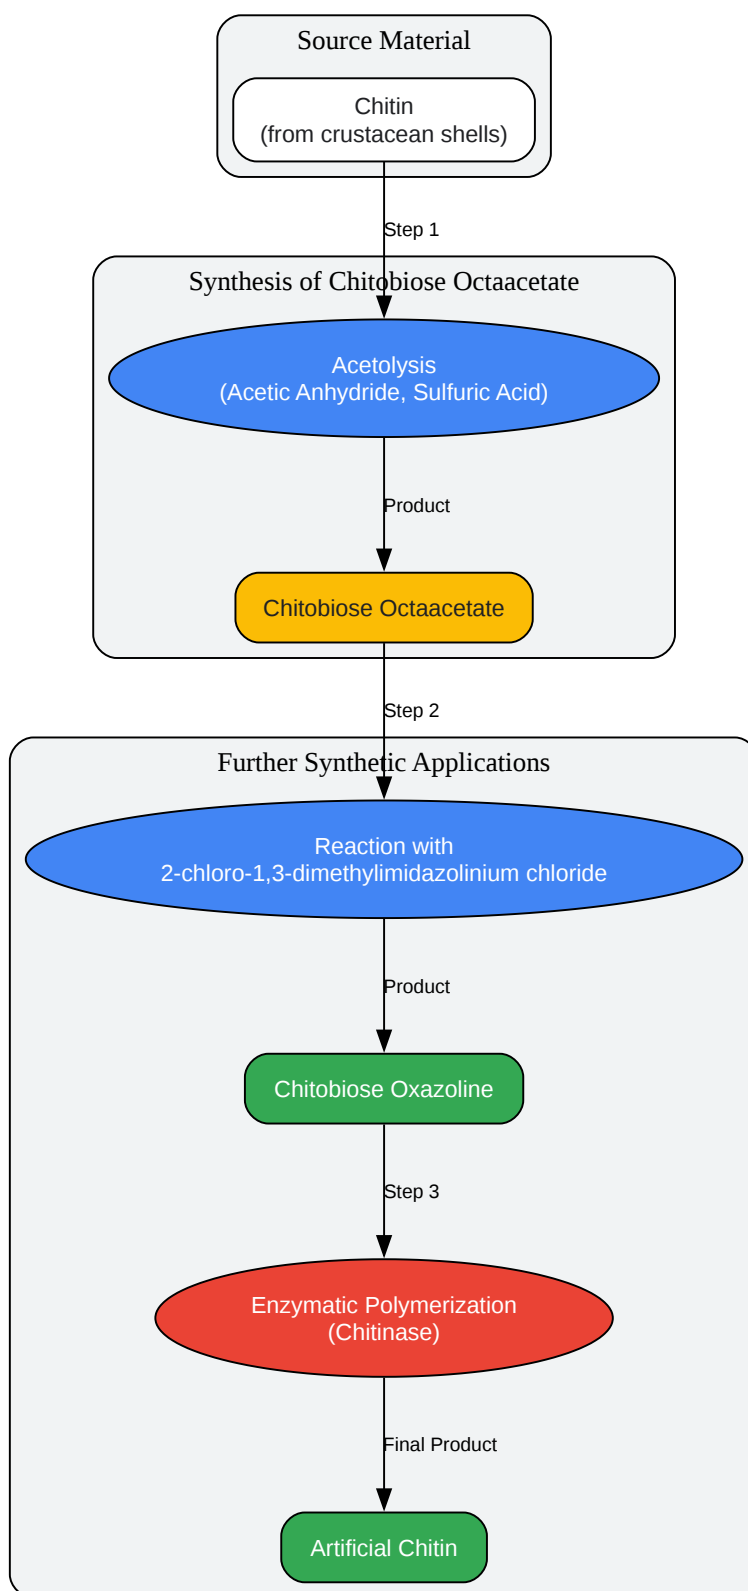 Source Material
Chitin
(from crustacean shells)
Step 1
Synthesis of Chitobiose Octaacetate
Acetolysis
(Acetic Anhydride, Sulfuric Acid)
Product
Chitobiose Octaacetate
Step 2
Further Synthetic Applications
Reaction with
2-chloro-1,3-dimethylimidazolinium chloride
Product
Chitobiose Oxazoline
Step 3
Enzymatic Polymerization
(Chitinase)
Final Product
Artificial Chitin